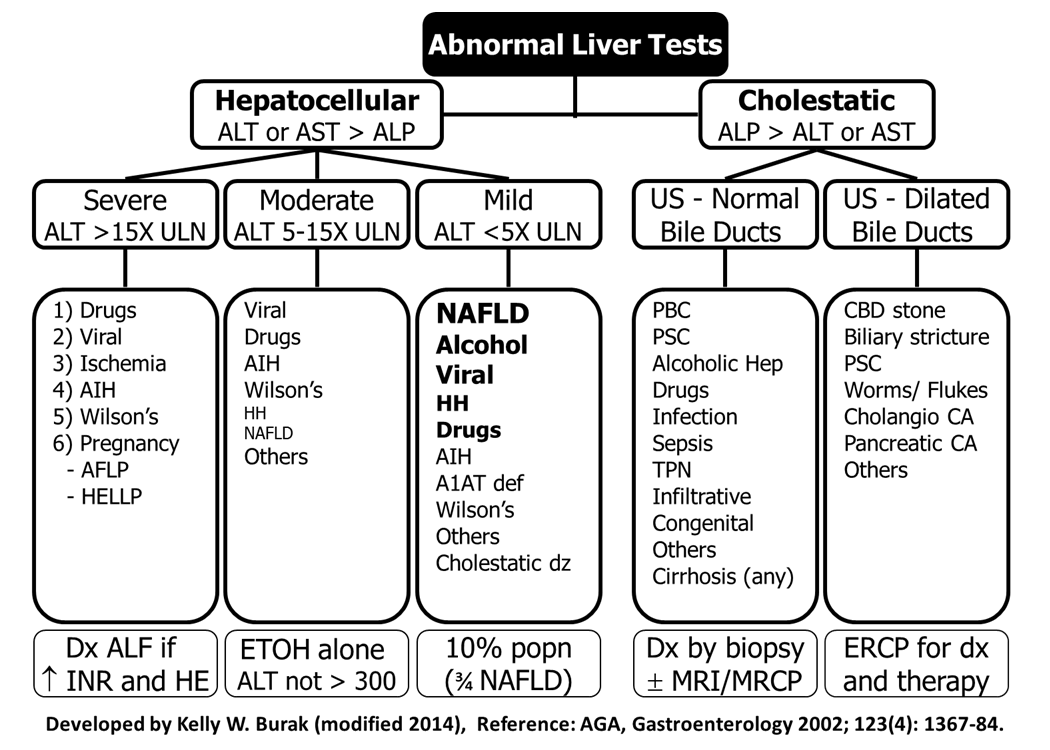 Abnormal Liver Tests
Hepatocellular
ALT or AST > ALP
Cholestatic
ALP > ALT or AST
Severe
ALT >15X ULN
Moderate
ALT 5-15X ULN
Mild
ALT <5X ULN
US - Normal
Bile Ducts
US - Dilated
Bile Ducts
1) Drugs
2) Viral
3) Ischemia
4) AIH
5) Wilson's
6) Pregnancy
- AFLP
- HELLP
Viral
Drugs
AIH
Wilson's
HH
NAFLD
Others
NAFLD
Alcohol
Viral
HH
Drugs
AIH
A1AT def
Wilson's
Others
Cholestatic dz
PBC
PSC
Alcoholic Hep
Drugs
Infection
Sepsis
TPN
Infiltrative
Congenital
Others
Cirrhosis (any)
CBD stone
Biliary stricture
PSC
Worms/ Flukes
Cholangio CA
Pancreatic CA
Others
Dx ALF if
↑ INR and HE
ETOH alone
ALT not > 300
10% popn
(¾ NAFLD)
Dx by biopsy
± MRI/MRCP
ERCP for dx
and therapy
Developed by Kelly W. Burak (modified 2014), Reference: AGA, Gastroenterology 2002; 123(4): 1367-84.